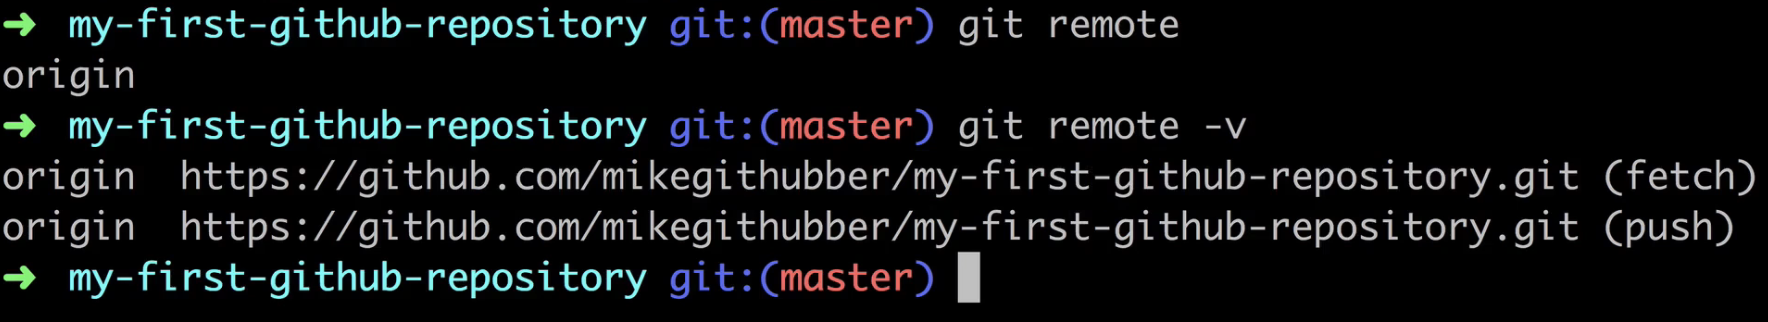 ➜  my-first-github-repository git:(master) git remote
origin
➜  my-first-github-repository git:(master) git remote -v
origin  https://github.com/mikegithubber/my-first-github-repository.git (fetch)
origin  https://github.com/mikegithubber/my-first-github-repository.git (push)
➜  my-first-github-repository git:(master)